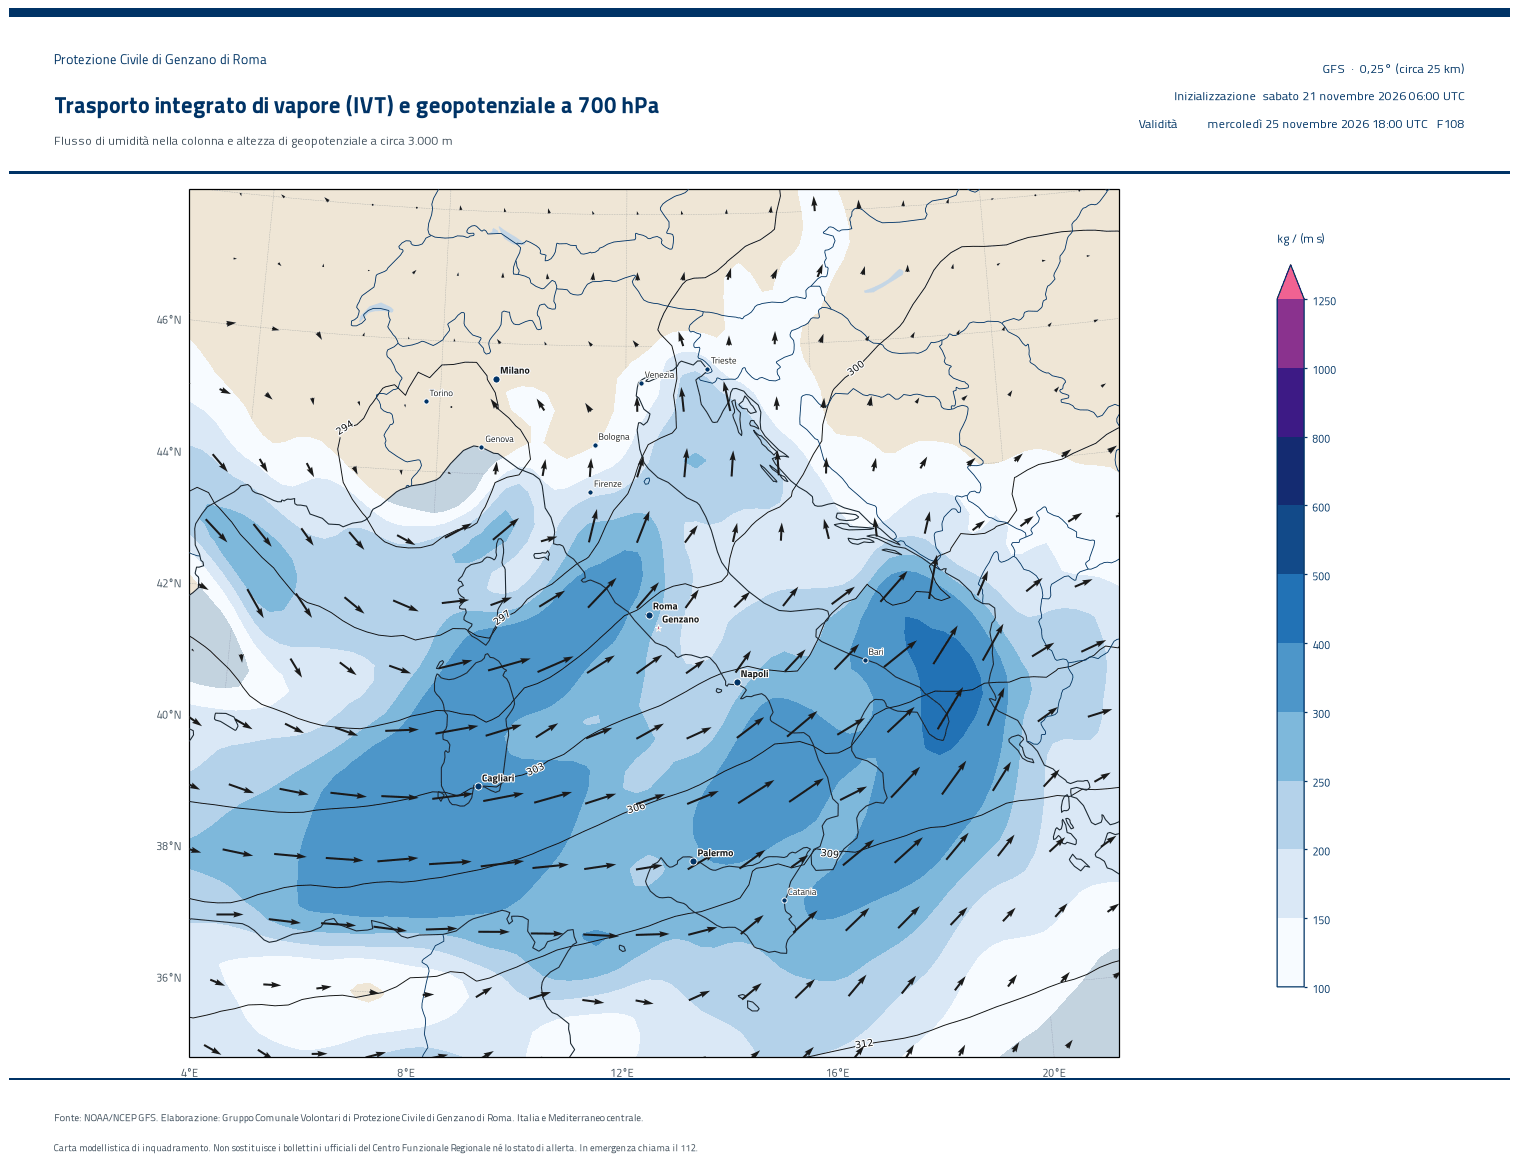 Protezione Civile di Genzano di Roma
Trasporto integrato di vapore (IVT) e geopotenziale a 700 hPa
Flusso di umidità nella colonna e altezza di geopotenziale a circa 3.000 m
GFS · 0,25° (circa 25 km)
Inizializzazione sabato 21 novembre 2026 06:00 UTC
Validità mercoledì 25 novembre 2026 18:00 UTC F108
kg / (m s)
1250
1000
800
600
500
400
300
250
200
150
100
46°N
44°N
42°N
40°N
38°N
36°N
4°E
8°E
12°E
16°E
20°E
Trieste
Venezia
Milano
Torino
Genova
Bologna
Firenze
Roma
Genzano
Napoli
Bari
Cagliari
Palermo
Catania
294
297
300
303
306
309
312
Fonte: NOAA/NCEP GFS. Elaborazione: Gruppo Comunale Volontari di Protezione Civile di Genzano di Roma. Italia e Mediterraneo centrale.
Carta modellistica di inquadramento. Non sostituisce i bollettini ufficiali del Centro Funzionale Regionale né lo stato di allerta. In emergenza chiama il 112.